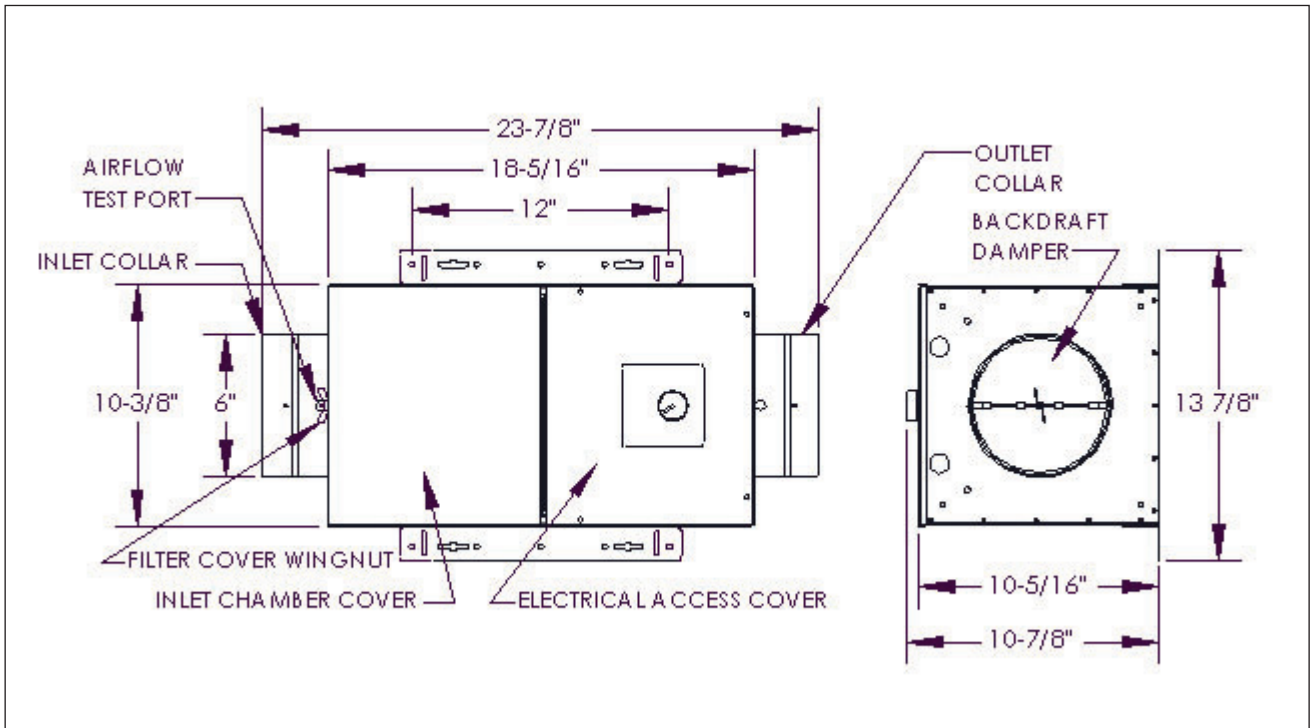 23-7/8"
18-5/16"
12"
AIRFLOW
TEST PORT
INLET COLLAR
10-3/8"
6"
FILTER COVER WINGNUT
INLET CHAMBER COVER
ELECTRICAL ACCESS COVER
OUTLET
COLLAR
BACKDRAFT
DAMPER
13 7/8"
10-5/16"
10-7/8"